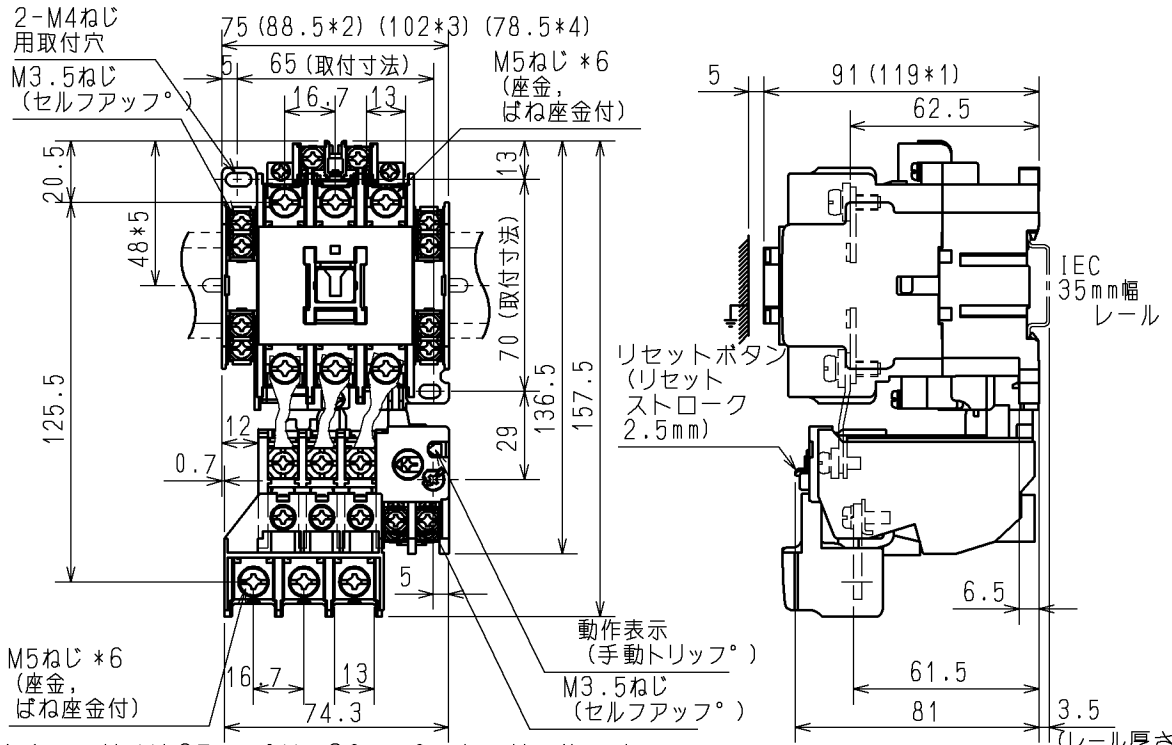 2-M4ねじ
用取付穴
M3.5ねじ
(セルフアップ)
75(88.5*2)(102*3)(78.5*4)
5
65(取付寸法)
16.7
13
M5ねじ *6
(座金,
ばね座金付)
20.5
48*5
125.5
13
70(取付寸法)
29
136.5
157.5
12
0.7
5
M5ねじ *6
(座金,
ばね座金付)
16.7
13
74.3
動作表示
(手動トリップ)
M3.5ねじ
(セルフアップ)
5
91(119*1)
62.5
IEC
35mm幅
レール
リセットボタン
(リセット
ストローク
2.5mm)
6.5
61.5
81
3.5
(レール厚さ